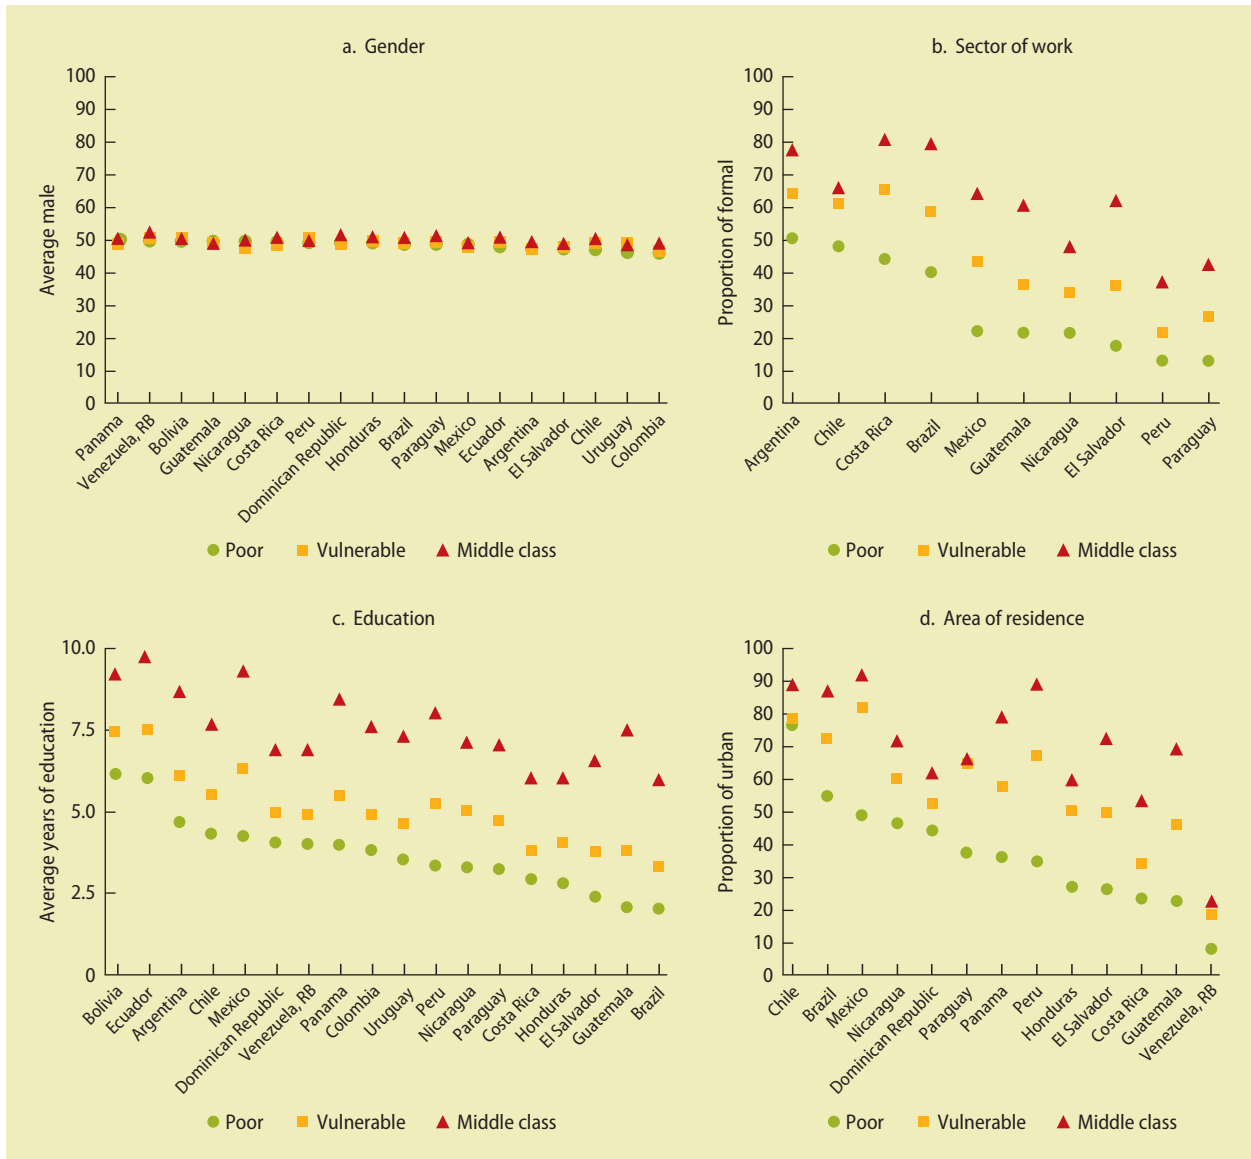 a. Gender
Average male
100
90
80
70
60
50
40
30
20
10
0
Panama
Venezuela, RB
Bolivia
Guatemala
Nicaragua
Costa Rica
Peru
Dominican Republic
Honduras
Brazil
Paraguay
Mexico
Ecuador
Argentina
El Salvador
Chile
Uruguay
Colombia
Poor Vulnerable Middle class
b. Sector of work
Proportion of formal
100
90
80
70
60
50
40
30
20
10
0
Argentina
Chile
Costa Rica
Brazil
Mexico
Guatemala
Nicaragua
El Salvador
Peru
Paraguay
Poor Vulnerable Middle class
c. Education
Average years of education
10.0
7.5
5.0
2.5
0
Bolivia
Ecuador
Argentina
Chile
Mexico
Dominican Republic
Venezuela, RB
Panama
Colombia
Uruguay
Peru
Nicaragua
Paraguay
Costa Rica
Honduras
El Salvador
Guatemala
Brazil
Poor Vulnerable Middle class
d. Area of residence
Proportion of urban
100
90
80
70
60
50
40
30
20
10
0
Chile
Brazil
Mexico
Nicaragua
Dominican Republic
Paraguay
Panama
Peru
Honduras
El Salvador
Costa Rica
Guatemala
Venezuela, RB
Poor Vulnerable Middle class